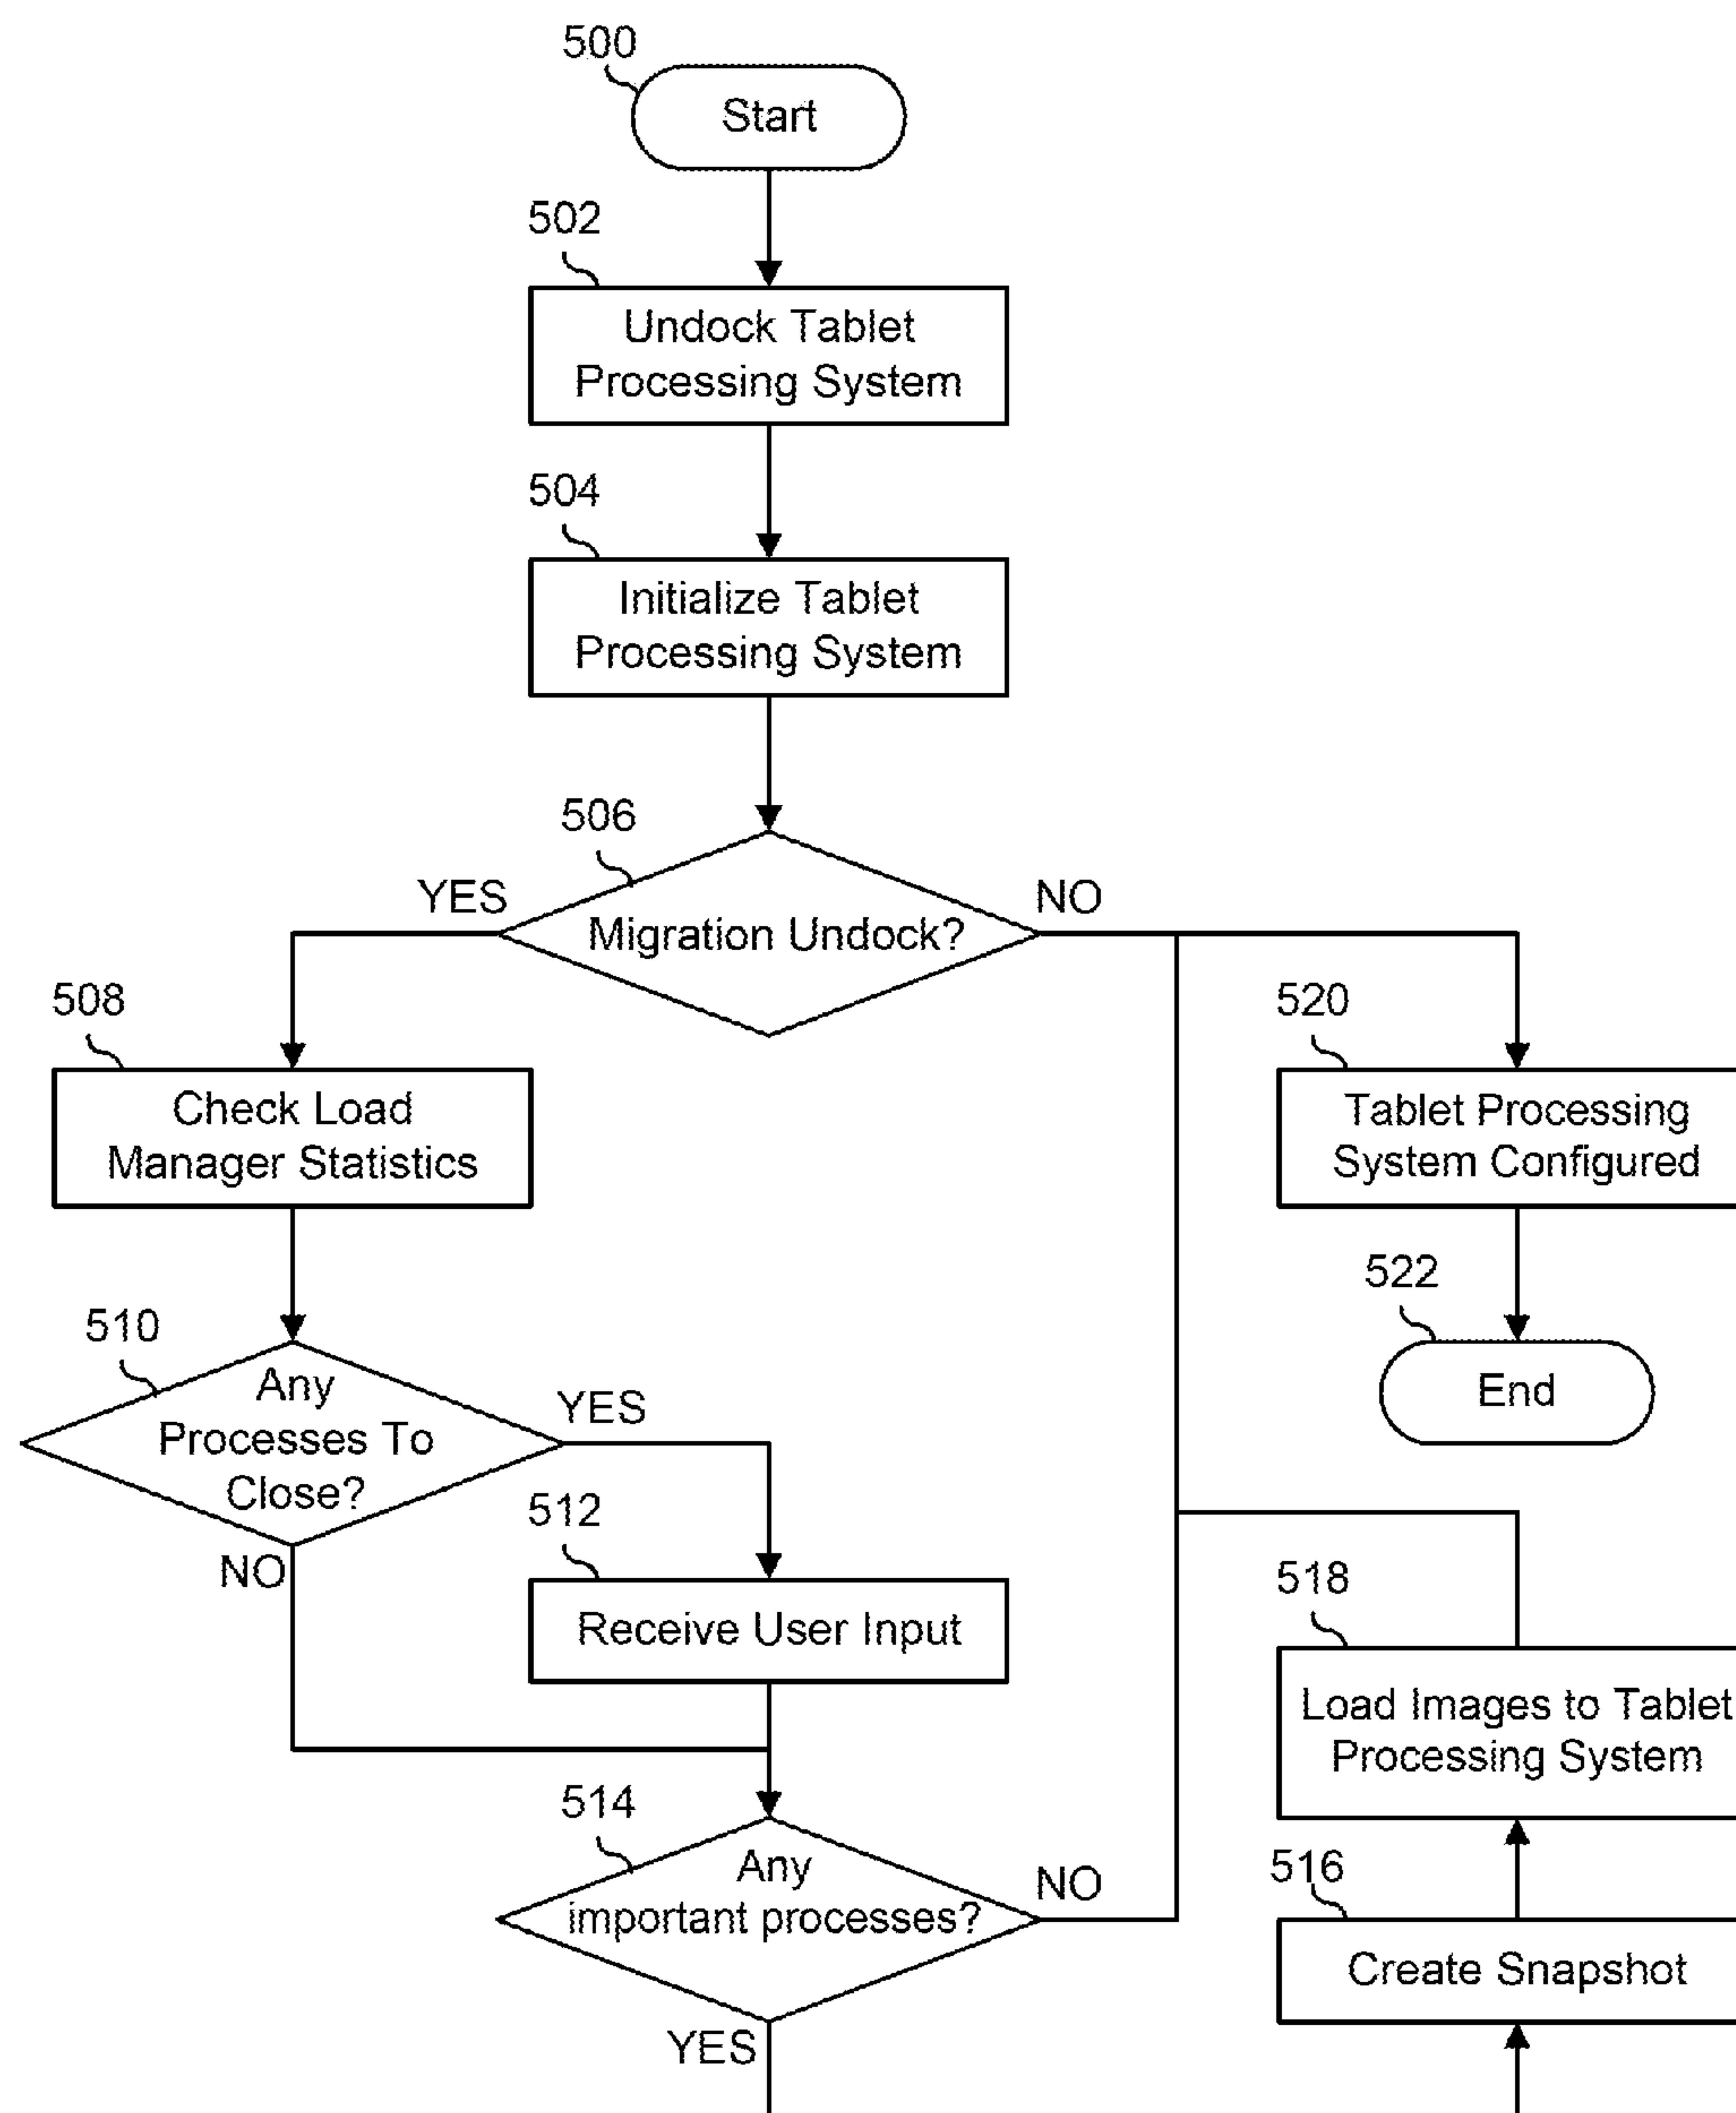 500
Start
502
Undock Tablet
Processing System
504
Initialize Tablet
Processing System
506
YES
NO
Migration Undock?
508
Check Load
Manager Statistics
520
Tablet Processing
System Configured
522
End
510
Any
Processes To
Close?
YES
NO
512
Receive User Input
518
Load Images to Tablet
Processing System
514
Any
important processes?
NO
YES
516
Create Snapshot